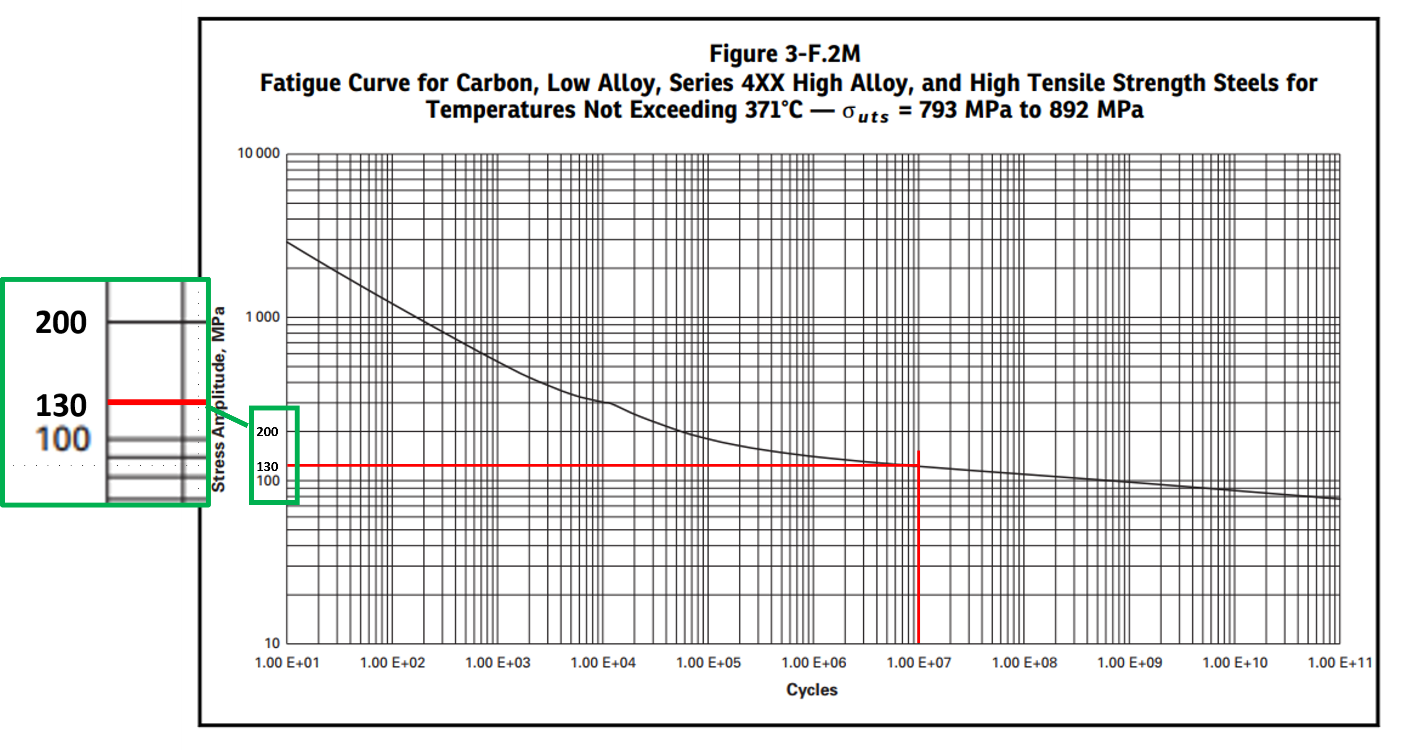 Figure 3-F.2M
Fatigue Curve for Carbon, Low Alloy, Series 4XX High Alloy, and High Tensile Strength Steels for
Temperatures Not Exceeding 371°C — σuts = 793 MPa to 892 MPa
10 000
1 000
200
130
100
10
200
130
100
Stress Amplitude, MPa
1.00 E+01 1.00 E+02 1.00 E+03 1.00 E+04 1.00 E+05 1.00 E+06 1.00 E+07 1.00 E+08 1.00 E+09 1.00 E+10 1.00 E+11
Cycles